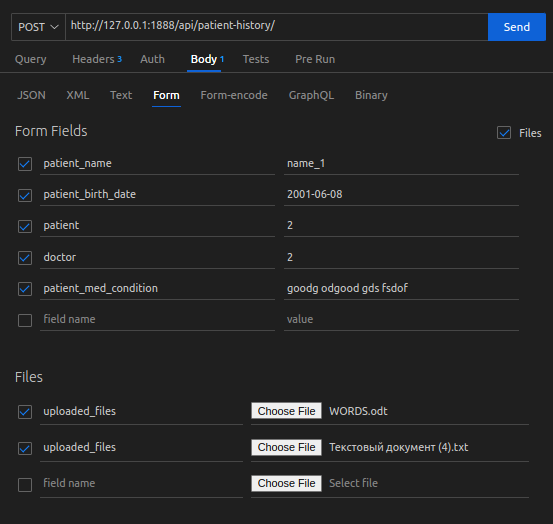 POST http://127.0.0.1:1888/api/patient-history/ Send
Query Headers 3 Auth Body 1 Tests Pre Run
JSON XML Text Form Form-encode GraphQL Binary
Form Fields Files
patient_name name_1
patient_birth_date 2001-06-08
patient 2
doctor 2
patient_med_condition goodg odgood gds fsdof
field name value
Files
uploaded_files Choose File WORDS.odt
uploaded_files Choose File Текстовый документ (4).txt
field name Choose File Select file